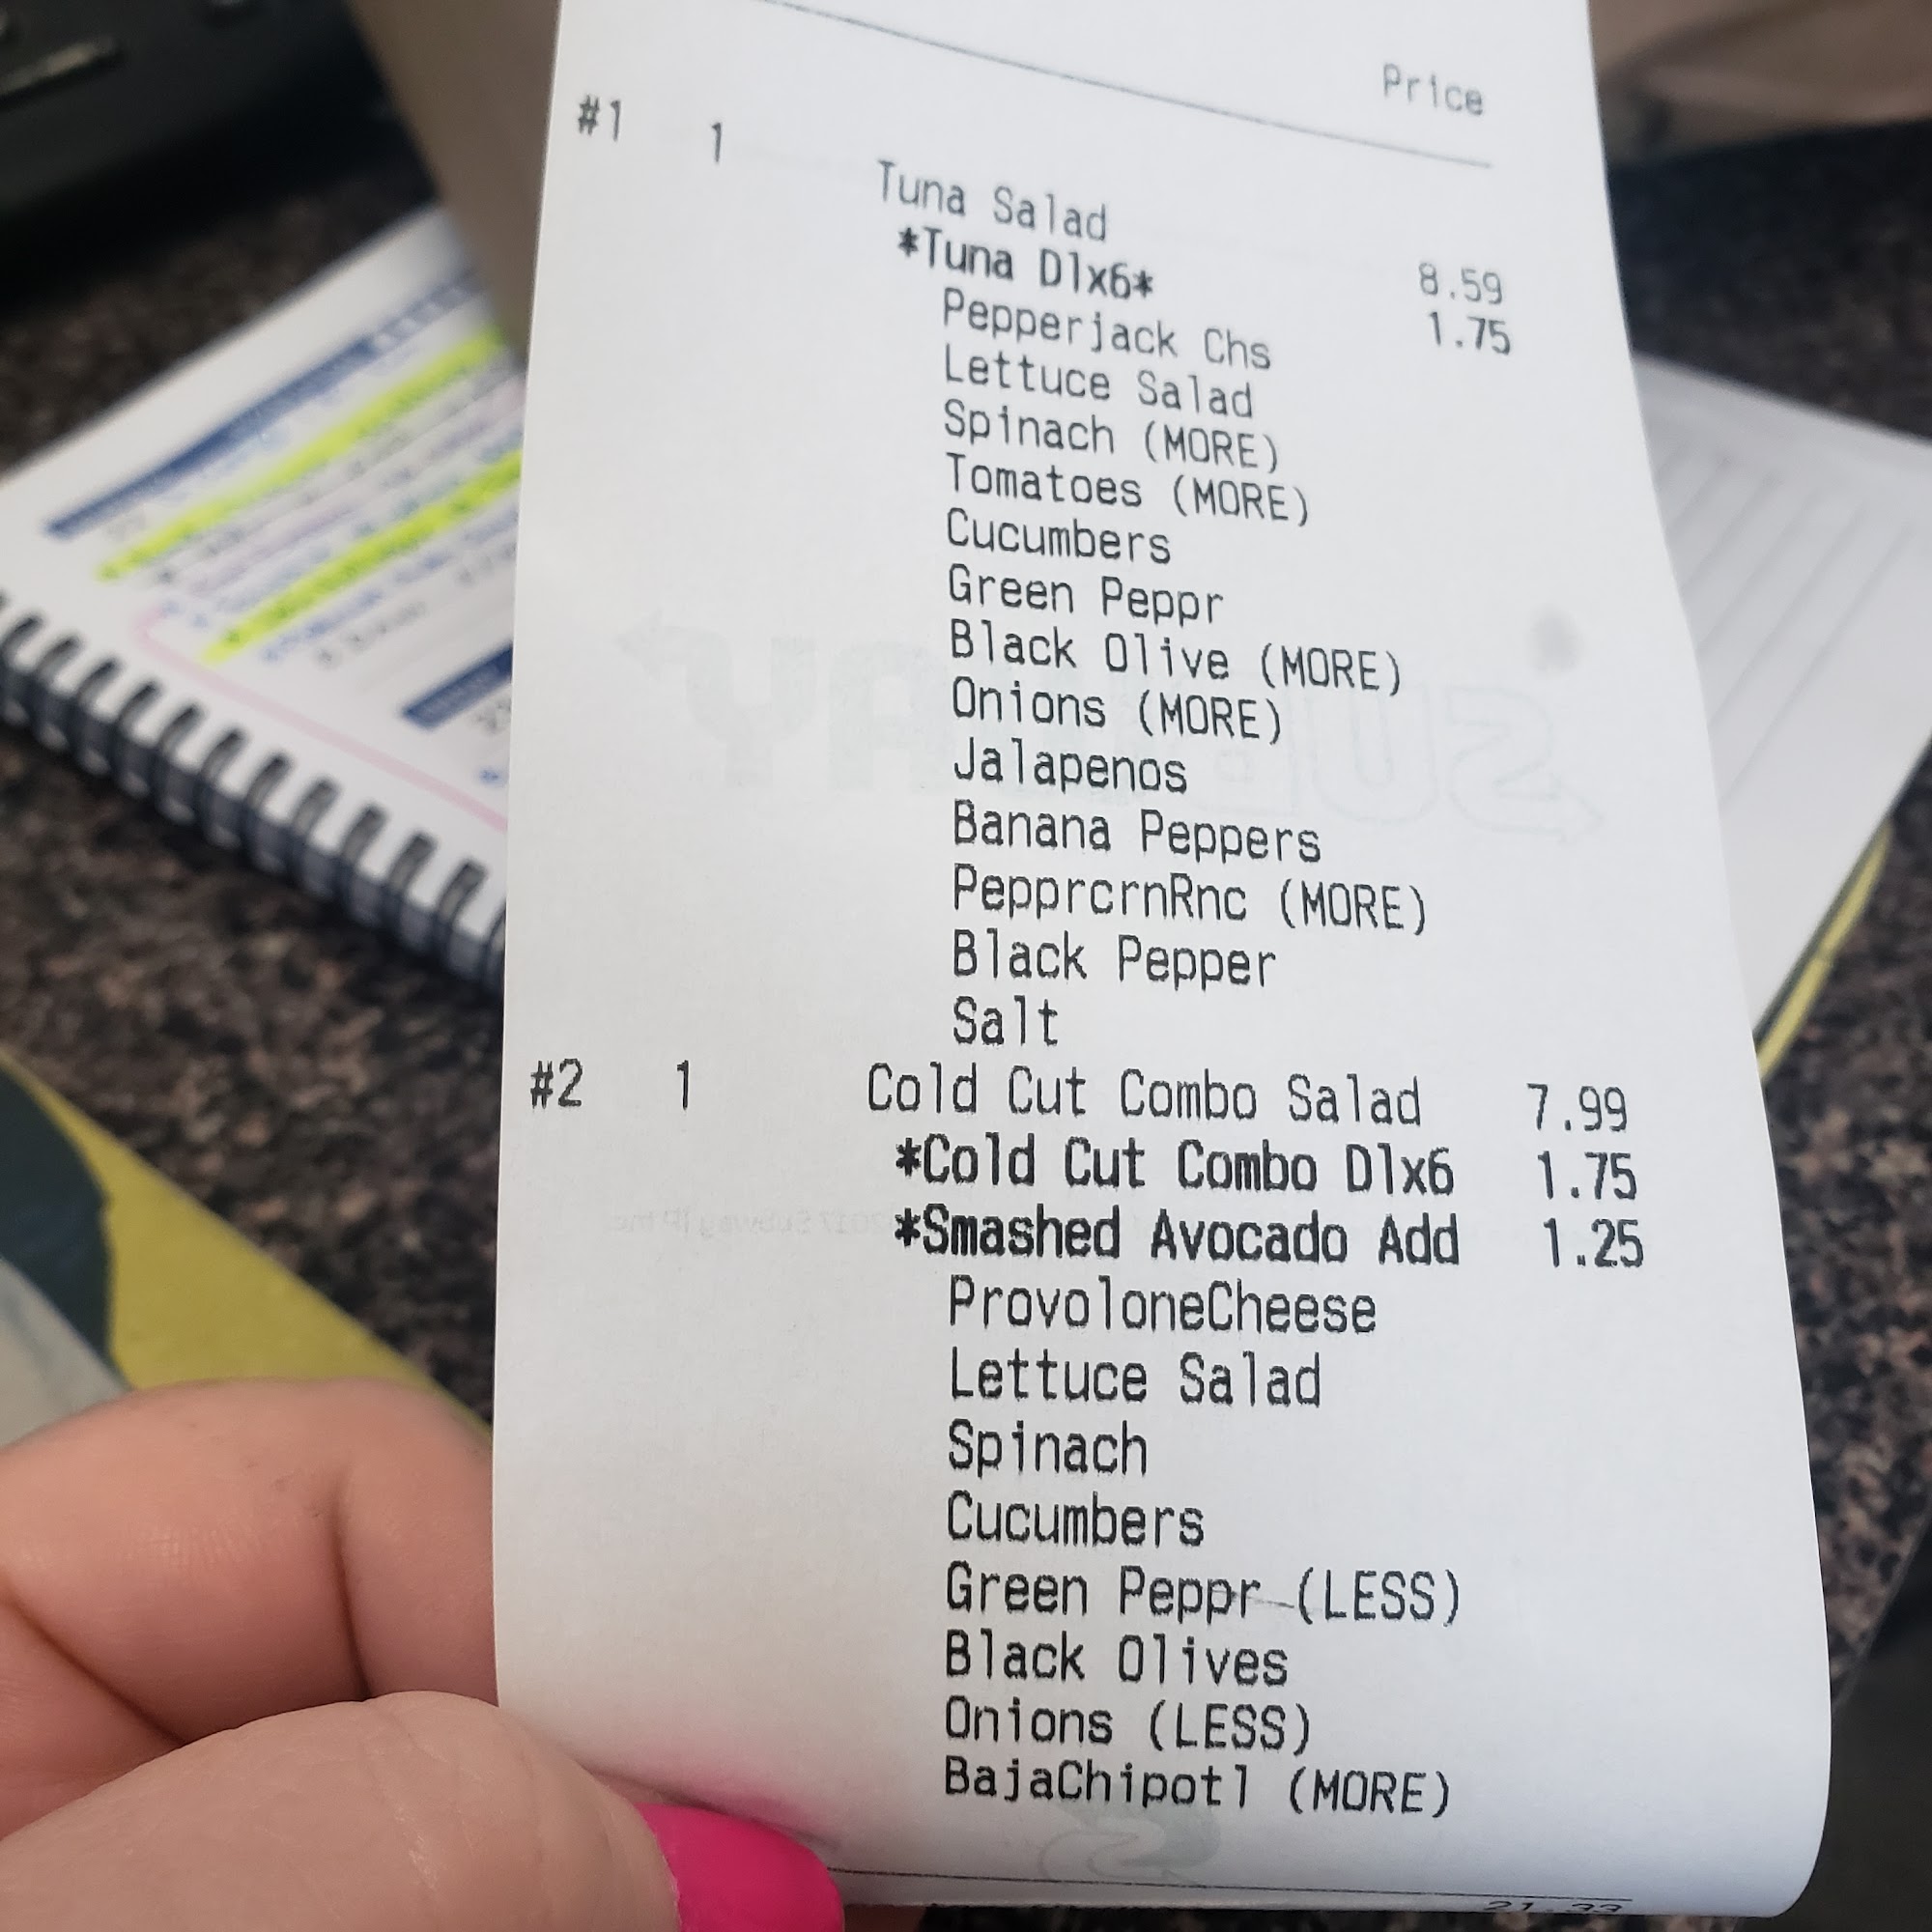 Price
#1 1 Tuna Salad 8.59
*Tuna Dlx6* 1.75
Pepperjack Chs
Lettuce Salad
Spinach (MORE)
Tomatoes (MORE)
Cucumbers
Green Peppr
Black Olive (MORE)
Onions (MORE)
Jalapenos
Banana Peppers
PepprcrnRnc (MORE)
Black Pepper
Salt
#2 1 Cold Cut Combo Salad 7.99
*Cold Cut Combo Dlx6 1.75
*Smashed Avocado Add 1.25
ProvoloneCheese
Lettuce Salad
Spinach
Cucumbers
Green Peppr (LESS)
Black Olives
Onions (LESS)
BajaChipotl (MORE)
21.33
SUBWAY